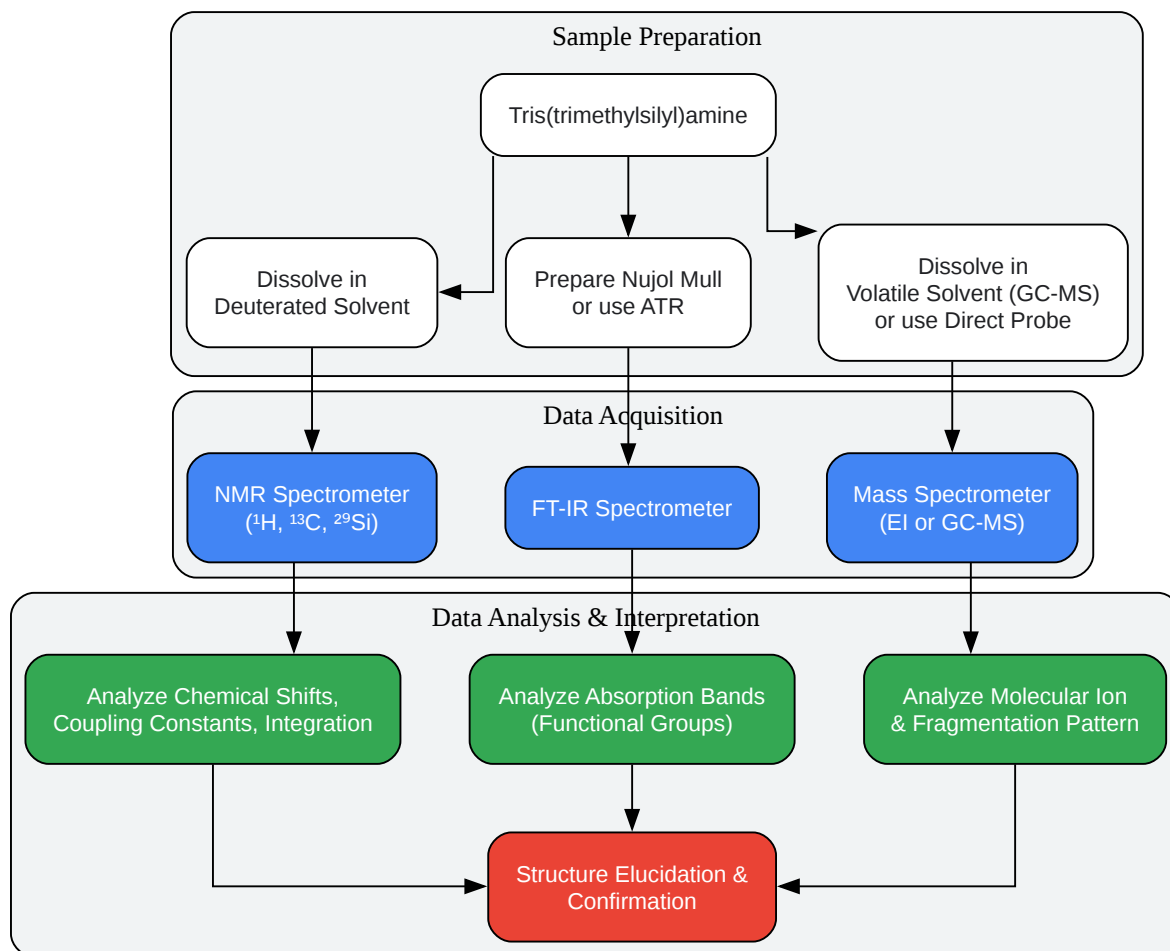 Sample Preparation
Tris(trimethylsilyl)amine
Dissolve in
Deuterated Solvent
Prepare Nujol Mull
or use ATR
Dissolve in
Volatile Solvent (GC-MS)
or use Direct Probe
Data Acquisition
NMR Spectrometer
(¹H, ¹³C, ²⁹Si)
FT-IR Spectrometer
Mass Spectrometer
(EI or GC-MS)
Data Analysis & Interpretation
Analyze Chemical Shifts,
Coupling Constants, Integration
Analyze Absorption Bands
(Functional Groups)
Analyze Molecular Ion
& Fragmentation Pattern
Structure Elucidation &
Confirmation